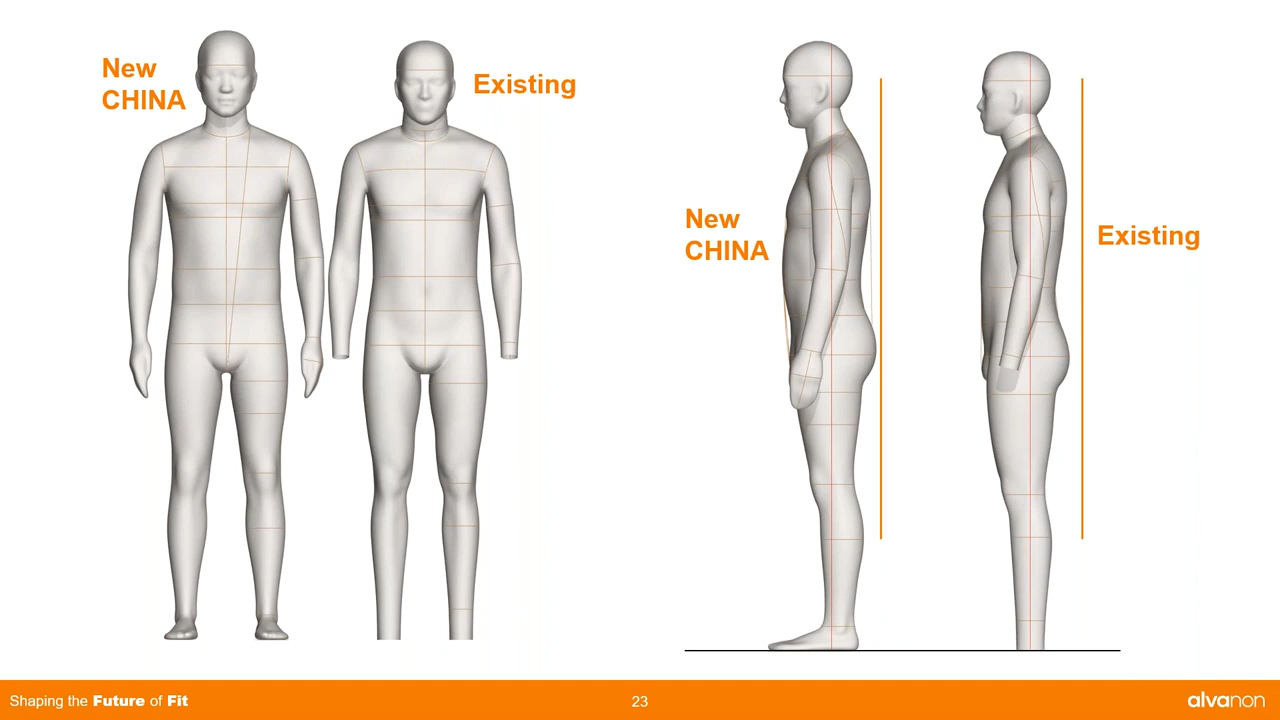 New
CHINA
Existing
New
CHINA
Existing
Shaping the Future of Fit
23
alvanon